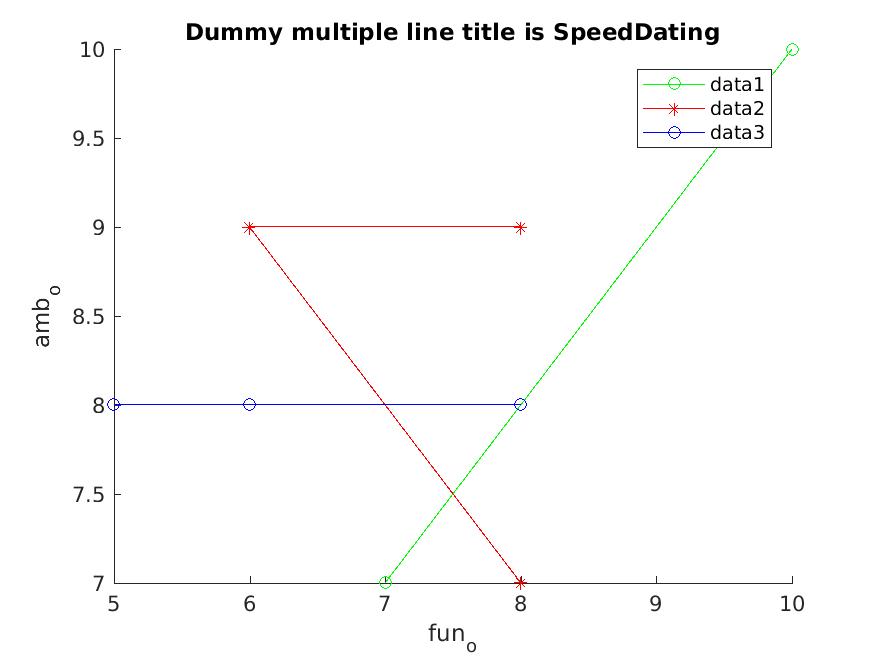 Dummy multiple line title is SpeedDating
data1
data2
data3
10
9.5
9
8.5
8
7.5
7
amb_o
5 6 7 8 9 10
fun_o